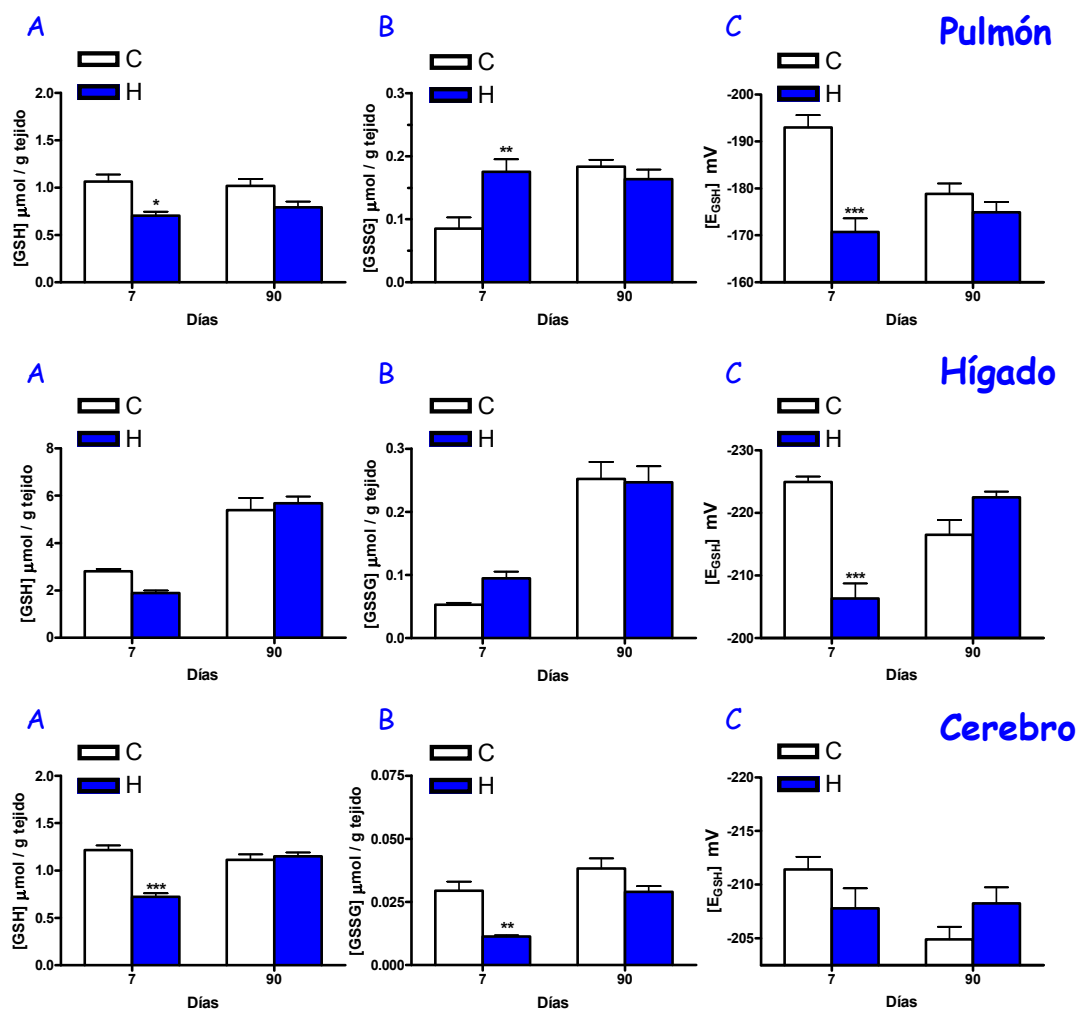 A
B
C
Pulmón
C
H
[GSH] µmol / g tejido
2.0
1.5
1.0
0.5
0.0
*
7
90
Días
C
H
[GSSG] µmol / g tejido
0.3
0.2
0.1
0.0
**
7
90
Días
C
H
[EGSH] mV
-200
-190
-180
-170
-160
***
7
90
Días
A
B
C
Hígado
C
H
[GSH] µmol / g tejido
8
6
4
2
0
7
90
Días
C
H
[GSSG] µmol / g tejido
0.3
0.2
0.1
0.0
7
90
Días
C
H
[EGSH] mV
-230
-220
-210
-200
***
7
90
Días
A
B
C
Cerebro
C
H
[GSH] µmol / g tejido
2.0
1.5
1.0
0.5
0.0
***
7
90
Días
C
H
[GSSG] µmol / g tejido
0.075
0.050
0.025
0.000
**
7
90
Días
C
H
[EGSH] mV
-220
-215
-210
-205
7
90
Días